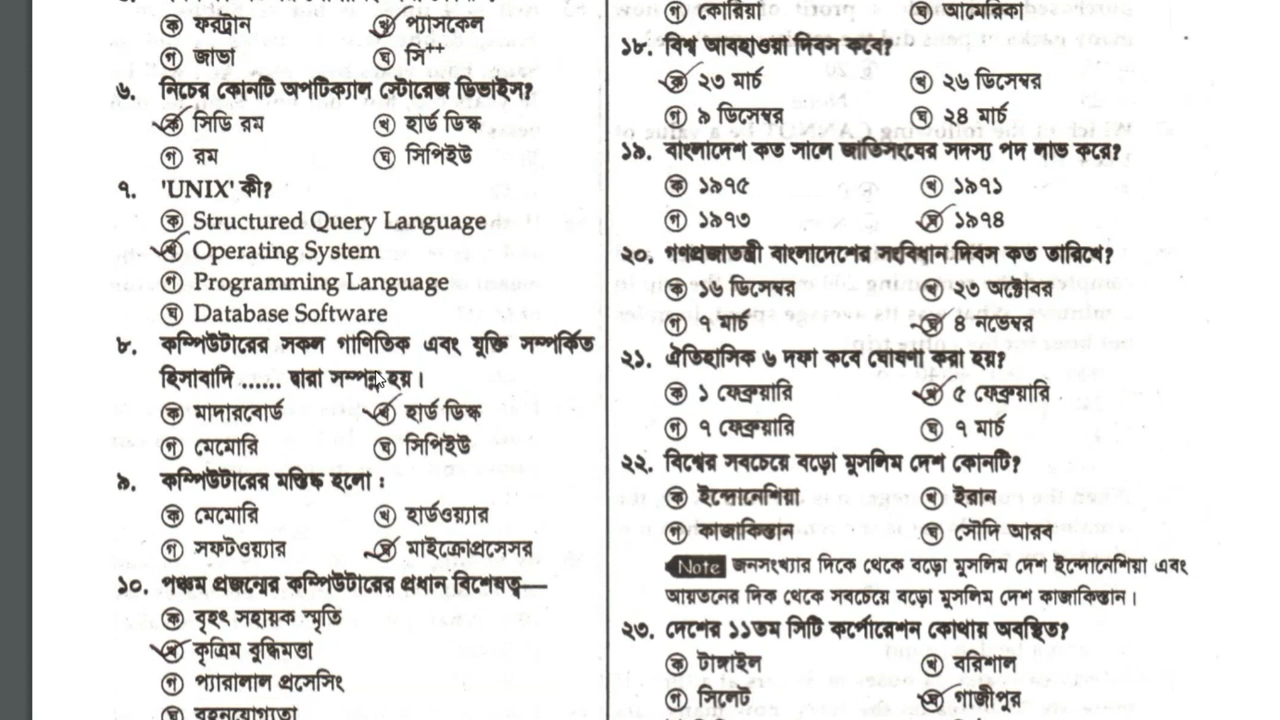 ক ফরট্রান
খ প্যাসকেল
গ জাভা
ঘ সি++
৬. নিচের কোনটি অপটিক্যাল স্টোরেজ ডিভাইস?
ক সিডি রম
খ হার্ড ডিস্ক
গ রম
ঘ সিপিইউ
৭. 'UNIX' কী?
ক Structured Query Language
খ Operating System
গ Programming Language
ঘ Database Software
৮. কম্পিউটারের সকল গাণিতিক এবং যুক্তি সম্পর্কিত
হিসাবাদি ...... দ্বারা সম্পন্ন হয়।
ক মাদারবোর্ড
খ হার্ড ডিস্ক
গ মেমোরি
ঘ সিপিইউ
৯. কম্পিউটারের মস্তিষ্ক হলো :
ক মেমোরি
খ হার্ডওয়্যার
গ সফটওয়্যার
ঘ মাইক্রোপ্রসেসর
১০. পঞ্চম প্রজন্মের কম্পিউটারের প্রধান বিশেষত্ব—
ক বৃহৎ সহায়ক স্মৃতি
খ কৃত্রিম বুদ্ধিমত্তা
গ প্যারালাল প্রসেসিং
ঘ বহনযোগ্যতা
গ কোরিয়া
ঘ আমেরিকা
১৮. বিশ্ব আবহাওয়া দিবস কবে?
ক ২৩ মার্চ
খ ২৬ ডিসেম্বর
গ ৯ ডিসেম্বর
ঘ ২৪ মার্চ
১৯. বাংলাদেশ কত সালে জাতিসংঘের সদস্য পদ লাভ করে?
ক ১৯৭৫
খ ১৯৭১
গ ১৯৭৩
ঘ ১৯৭৪
২০. গণপ্রজাতন্ত্রী বাংলাদেশের সংবিধান দিবস কত তারিখে?
ক ১৬ ডিসেম্বর
খ ২৩ অক্টোবর
গ ৭ মার্চ
ঘ ৪ নভেম্বর
২১. ঐতিহাসিক ৬ দফা কবে ঘোষণা করা হয়?
ক ১ ফেব্রুয়ারি
খ ৫ ফেব্রুয়ারি
গ ৭ ফেব্রুয়ারি
ঘ ৭ মার্চ
২২. বিশ্বের সবচেয়ে বড়ো মুসলিম দেশ কোনটি?
ক ইন্দোনেশিয়া
খ ইরান
গ কাজাকিস্তান
ঘ সৌদি আরব
Note জনসংখ্যার দিকে থেকে বড়ো মুসলিম দেশ ইন্দোনেশিয়া এবং
আয়তনের দিক থেকে সবচেয়ে বড়ো মুসলিম দেশ কাজাকিস্তান।
২৩. দেশের ১১তম সিটি কর্পোরেশন কোথায় অবস্থিত?
ক টাঙ্গাইল
খ বরিশাল
গ সিলেট
ঘ গাজীপুর